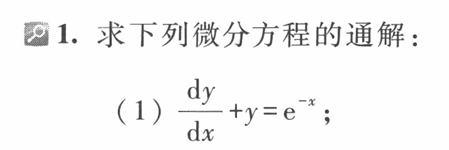 1. 求下列微分方程的通解：
(1) dy/dx + y = e^{-x}；